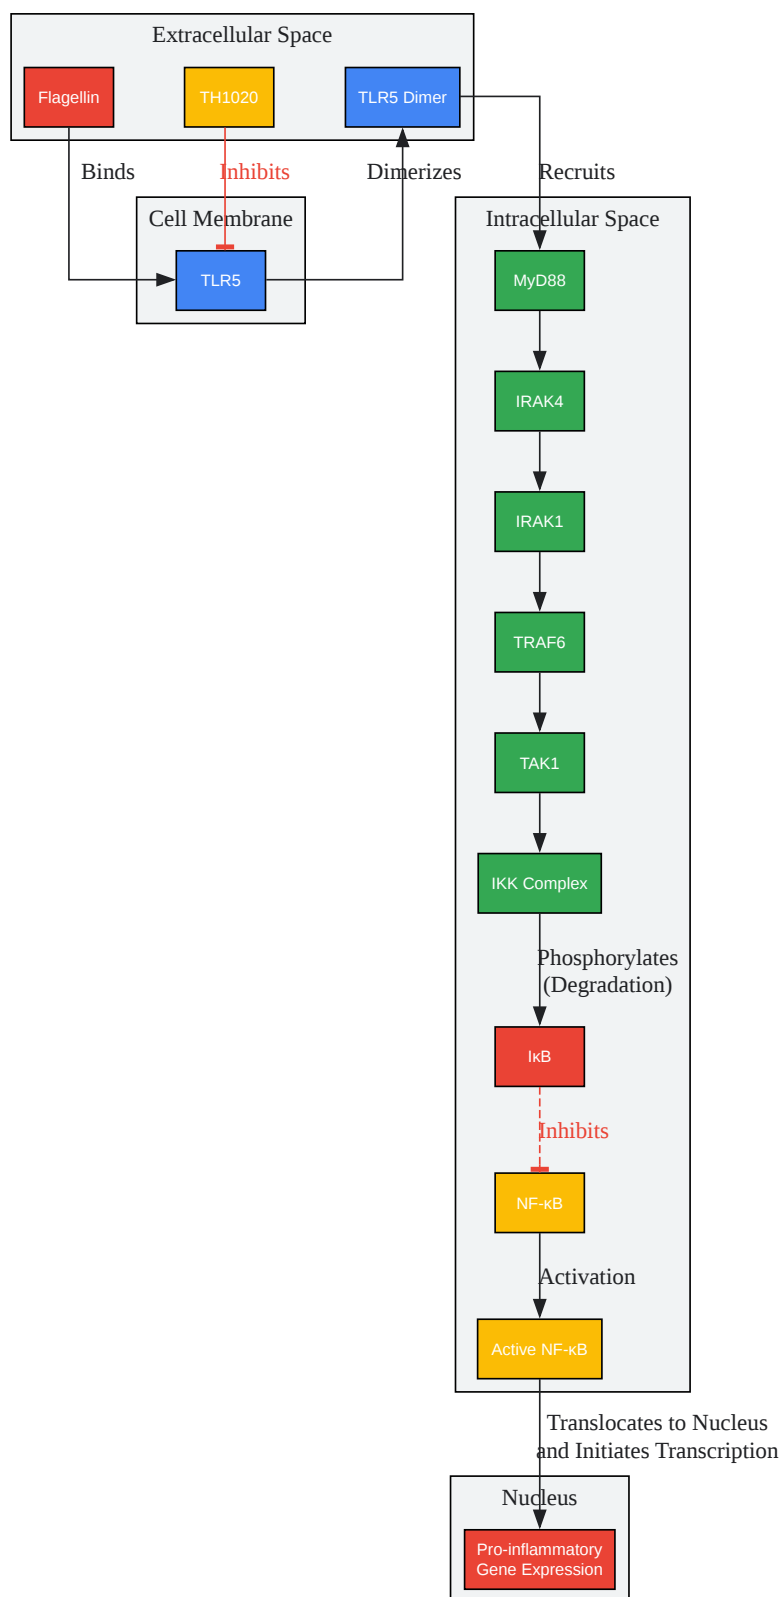 Extracellular Space
Flagellin
TH1020
TLR5 Dimer
Binds
Inhibits
Dimerizes
Recruits
Cell Membrane
TLR5
Intracellular Space
MyD88
IRAK4
IRAK1
TRAF6
TAK1
IKK Complex
Phosphorylates
(Degradation)
IκB
Inhibits
NF-κB
Activation
Active NF-κB
Translocates to Nucleus
and Initiates Transcription
Nucleus
Pro-inflammatory
Gene Expression